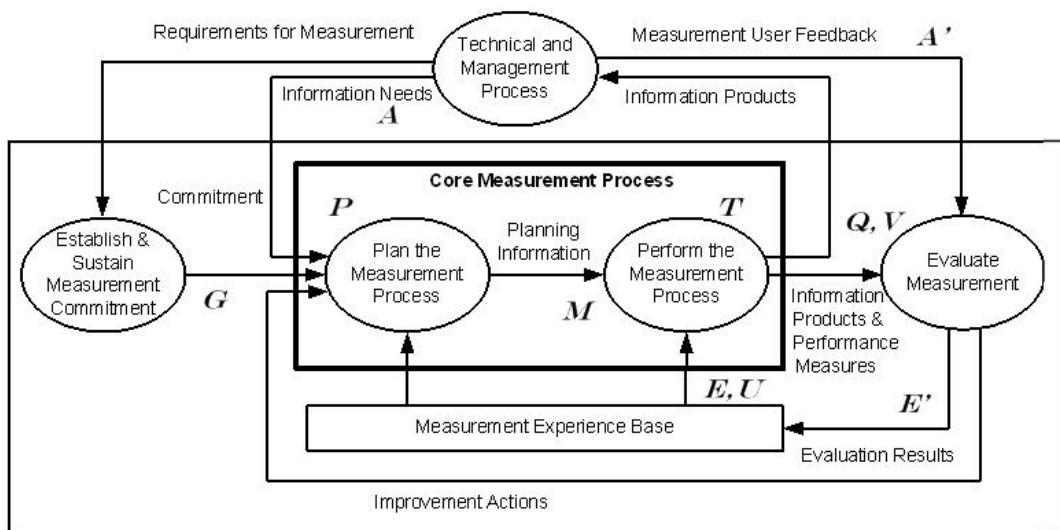 Requirements for Measurement
Technical and
Management
Process
Measurement User Feedback
A’
Information Needs
A
Information Products
Core Measurement Process
Commitment
P
T
Q, V
Establish &
Sustain
Measurement
Commitment
G
Plan the
Measurement
Process
Planning
Information
M
Perform the
Measurement
Process
Evaluate
Measurement
Information
Products &
Performance
Measures
E, U
E’
Measurement Experience Base
Evaluation Results
Improvement Actions